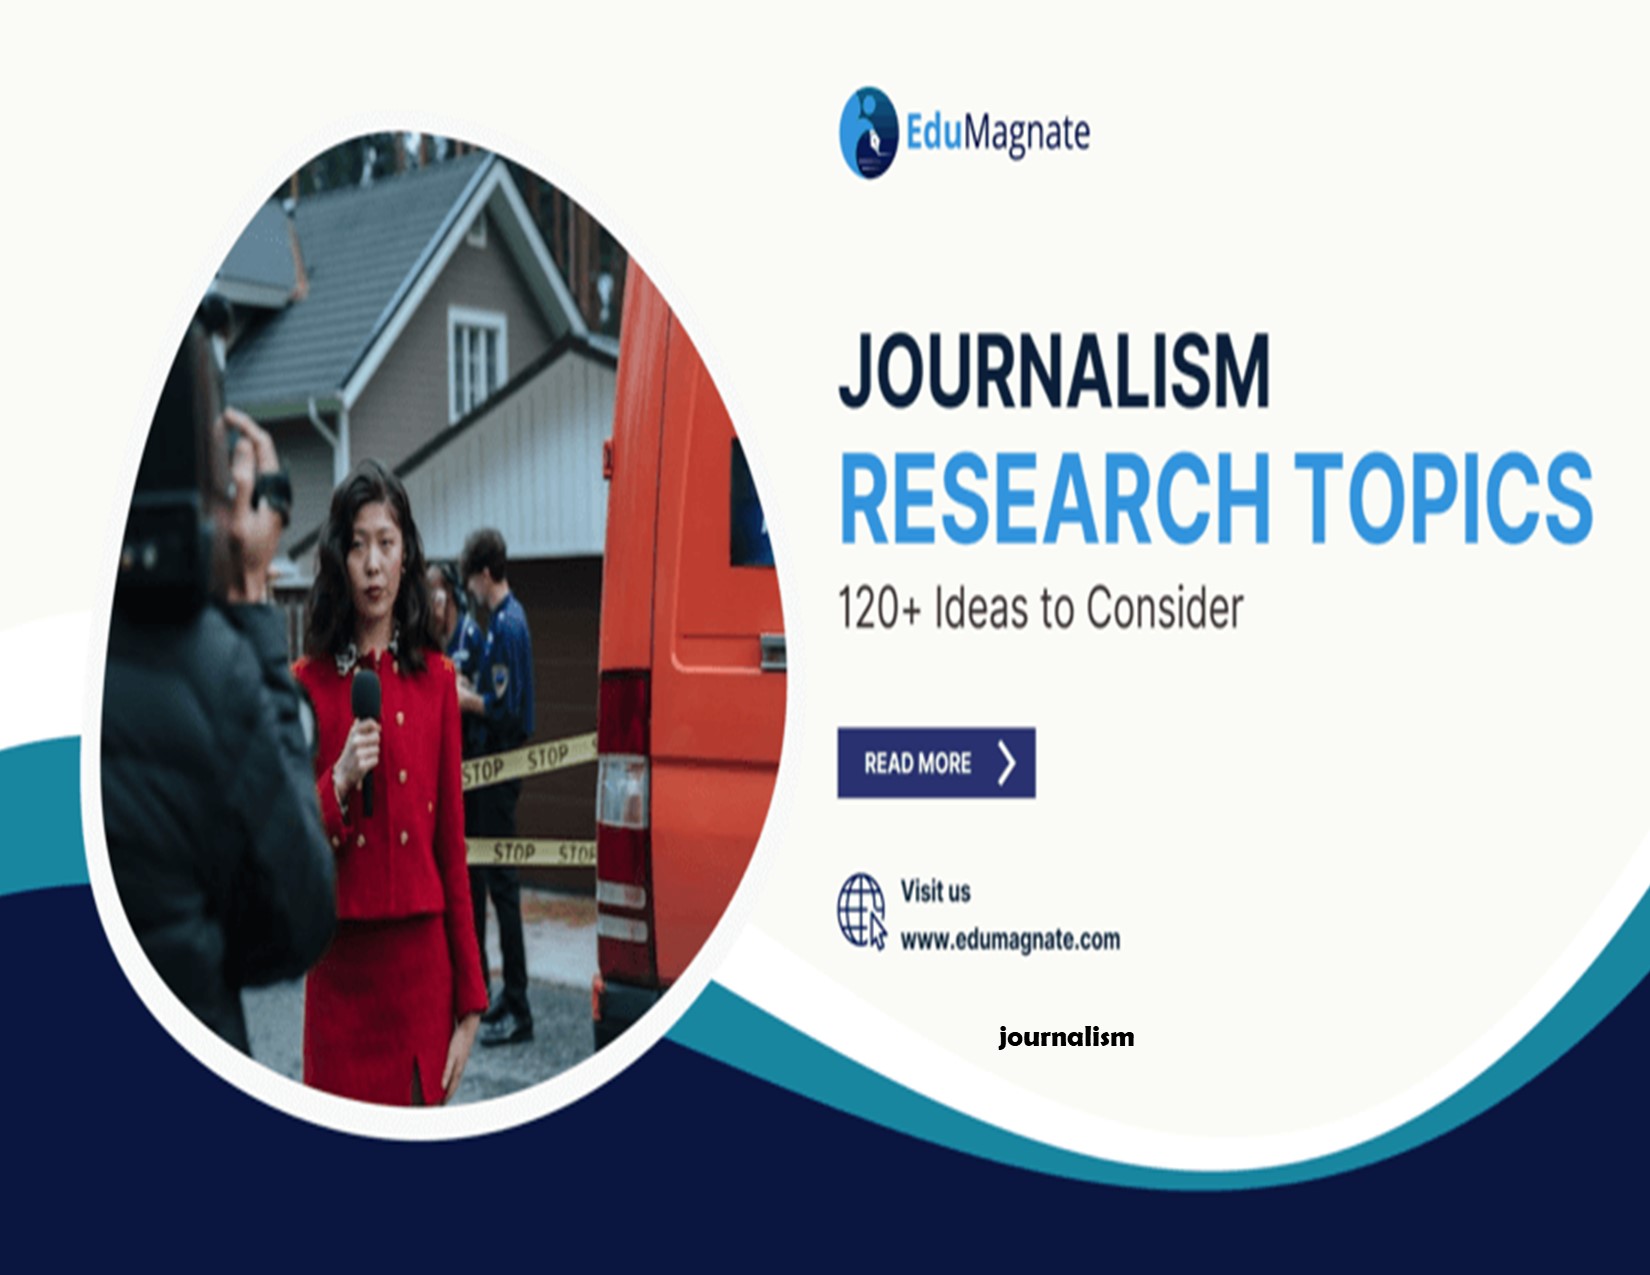 EduMagnate
JOURNALISM
RESEARCH TOPICS
120+ Ideas to Consider
STOP STOP
STOP STOP
READ MORE
Visit us
www.edumagnate.com
journalism